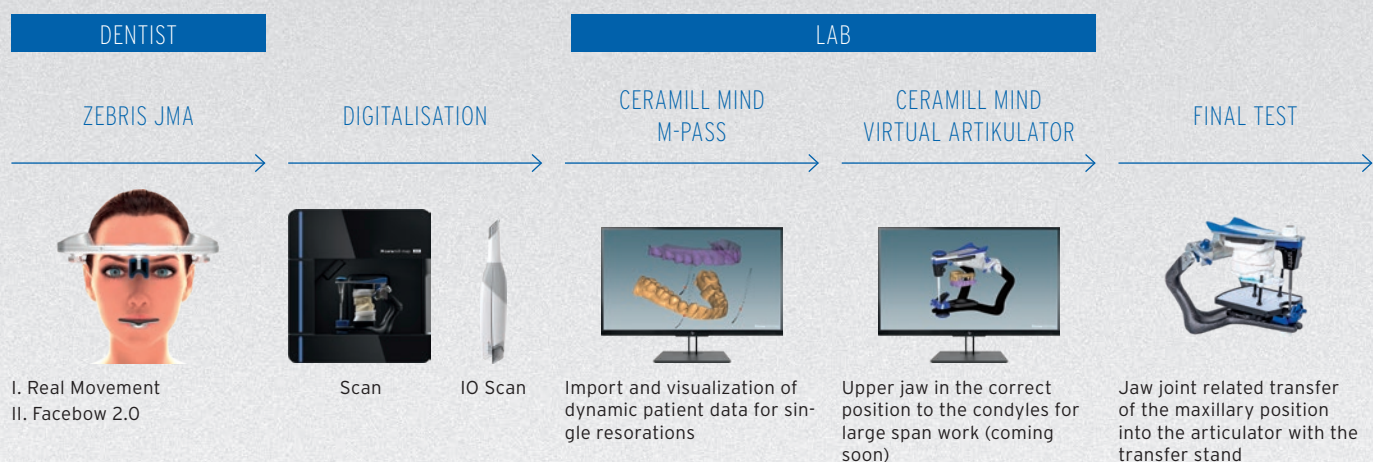 DENTIST
LAB
ZEBRIS JMA
DIGITALISATION
CERAMILL MIND
M-PASS
CERAMILL MIND
VIRTUAL ARTIKULATOR
FINAL TEST
I. Real Movement
II. Facebow 2.0
Scan
IO Scan
Import and visualization of
dynamic patient data for sin-
gle resorations
Upper jaw in the correct
position to the condyles for
large span work (coming
soon)
Jaw joint related transfer
of the maxillary position
into the articulator with the
transfer stand